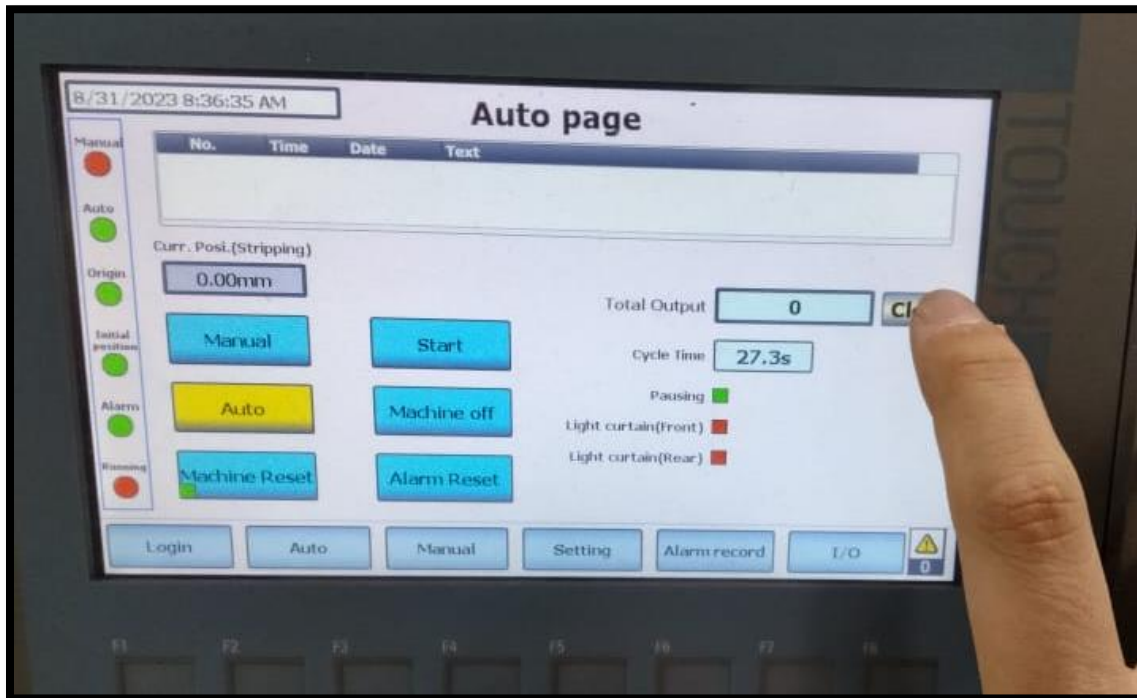 8/31/2023 8:36:35 AM
Auto page
No. Time Date Text
Manual
Auto
Origin
Initial position
Alarm
Running
Curr. Posi.(Stripping)
0.00mm
Total Output 0
Cycle Time 27.3s
Pausing
Light curtain(Front)
Light curtain(Rear)
Manual Start
Auto Machine off
Machine Reset Alarm Reset
Login Auto Manual Setting Alarm record I/O
0
TOUCH
F1 F2 F3 F4 F5 F6 F7 F8